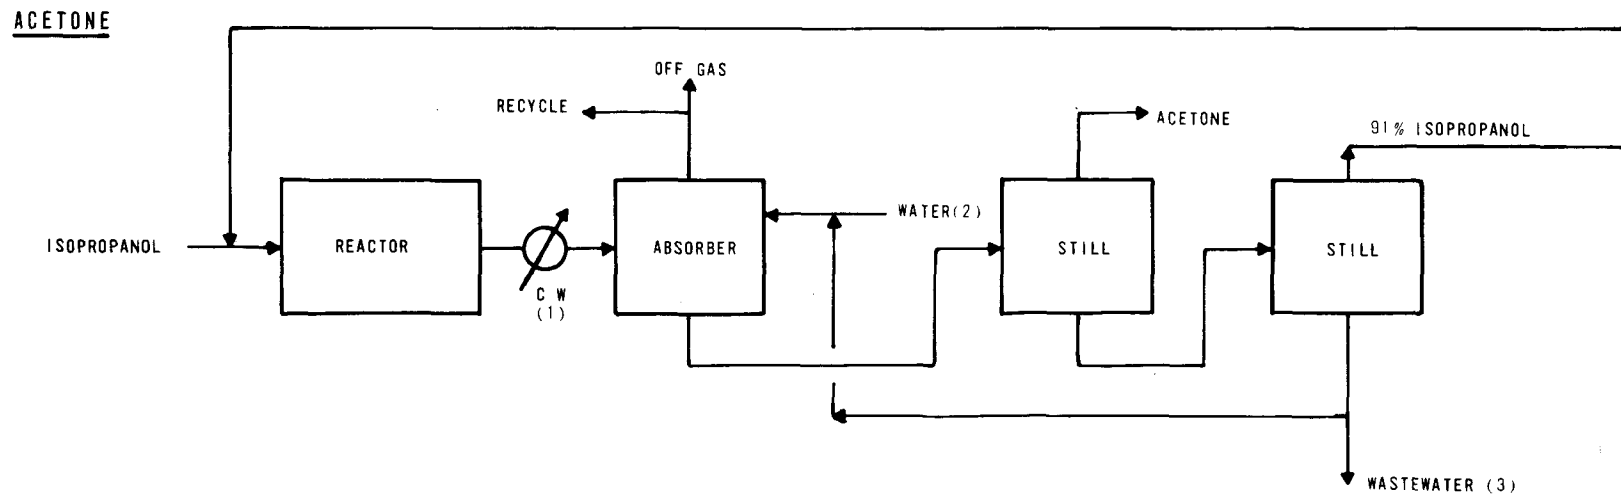 ACETONE
OFF GAS
RECYCLE
ACETONE
91% ISOPROPANOL
WATER(2)
ISOPROPANOL
REACTOR
ABSORBER
STILL
STILL
C W
(1)
WASTEWATER (3)